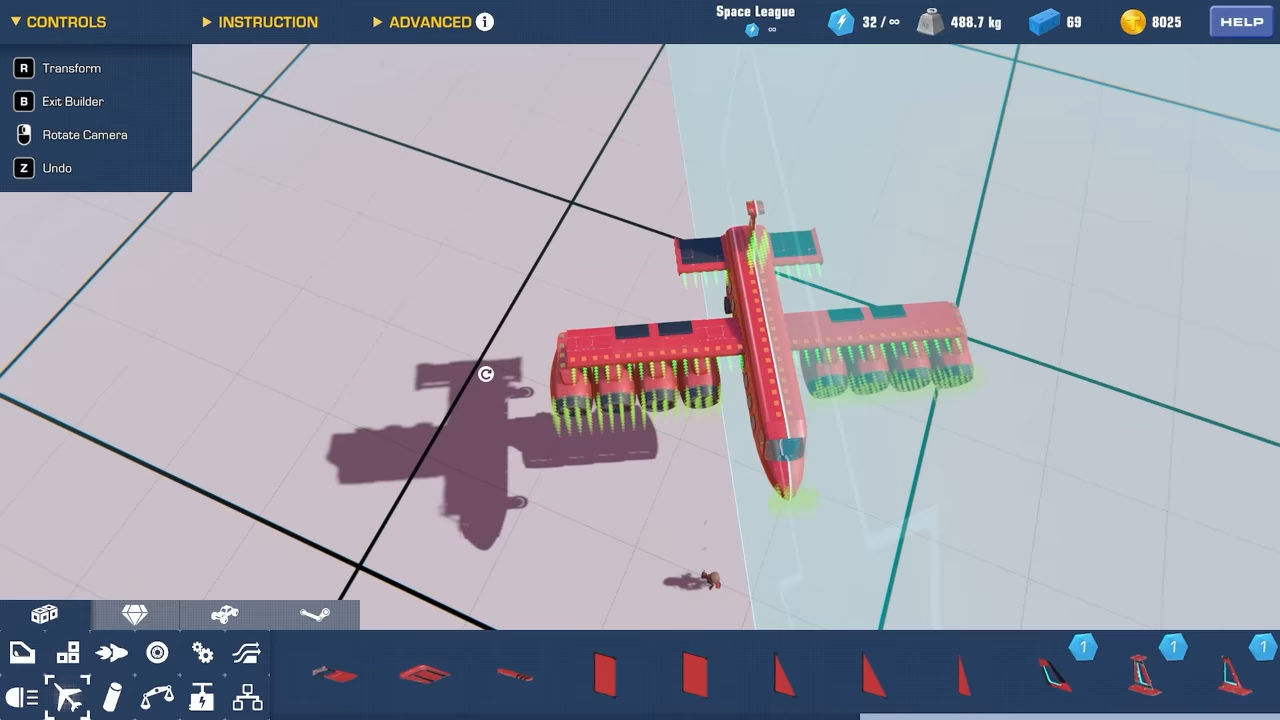 CONTROLS
INSTRUCTION
ADVANCED i
Space League
∞
32 / ∞
488.7 kg
69
8025
HELP
R Transform
B Exit Builder
Rotate Camera
Z Undo
1
1
1